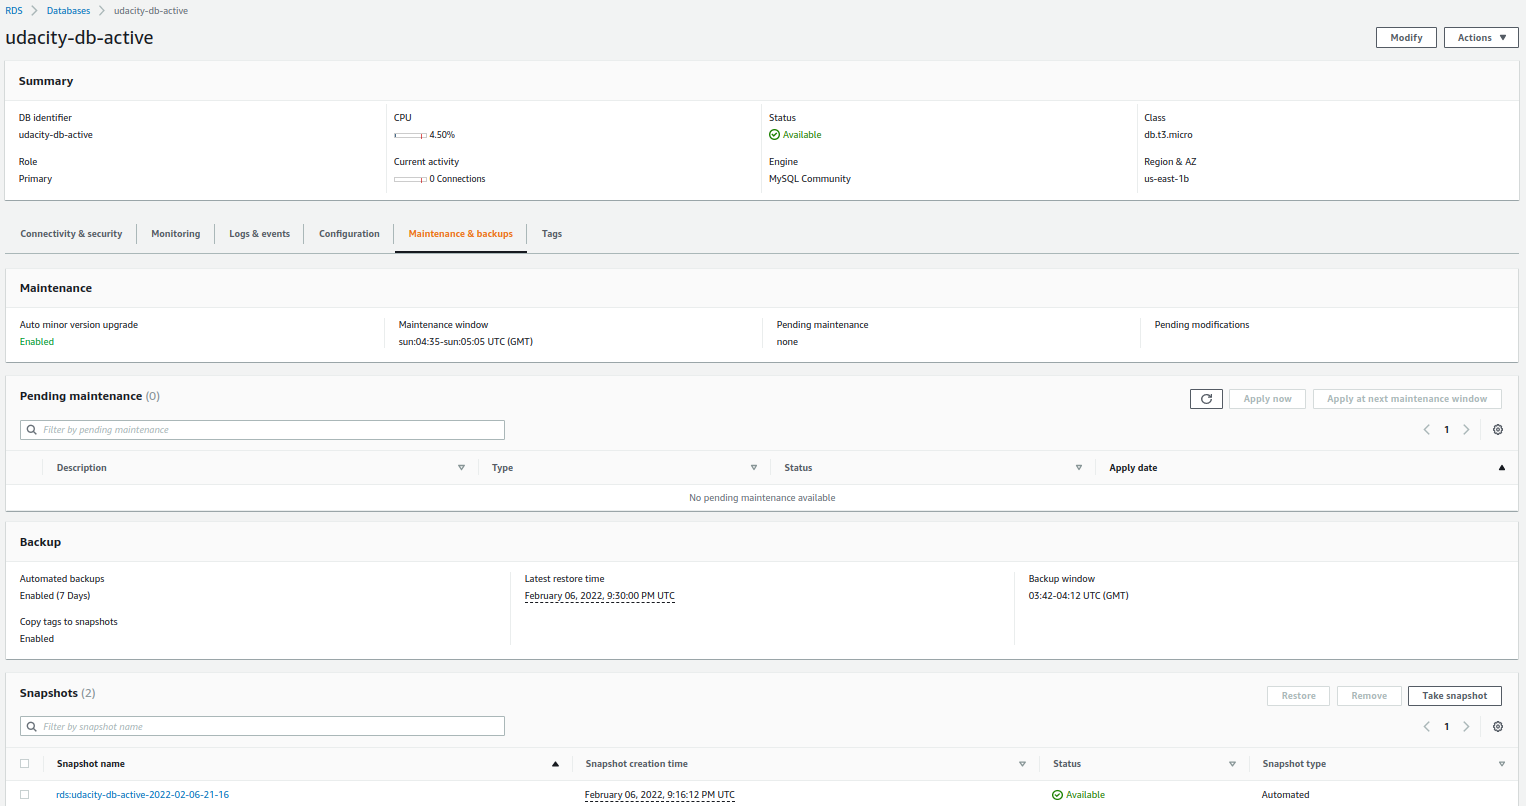 RDS > Databases > udacity-db-active
udacity-db-active
Modify Actions
Summary
DB identifier CPU Status Class
udacity-db-active 4.50% Available db.t3.micro
Role Current activity Engine Region & AZ
Primary 0 Connections MySQL Community us-east-1b
Connectivity & security Monitoring Logs & events Configuration Maintenance & backups Tags
Maintenance
Auto minor version upgrade Maintenance window Pending maintenance Pending modifications
Enabled sun:04:35-sun:05:05 UTC (GMT) none
Pending maintenance (0)
Apply now Apply at next maintenance window
Filter by pending maintenance
1
Description Type Status Apply date
No pending maintenance available
Backup
Automated backups Latest restore time Backup window
Enabled (7 Days) February 06, 2022, 9:30:00 PM UTC 03:42-04:12 UTC (GMT)
Copy tags to snapshots
Enabled
Snapshots (2)
Restore Remove Take snapshot
Filter by snapshot name
1
Snapshot name Snapshot creation time Status Snapshot type
rds:udacity-db-active-2022-02-06-21-16 February 06, 2022, 9:16:12 PM UTC Available Automated